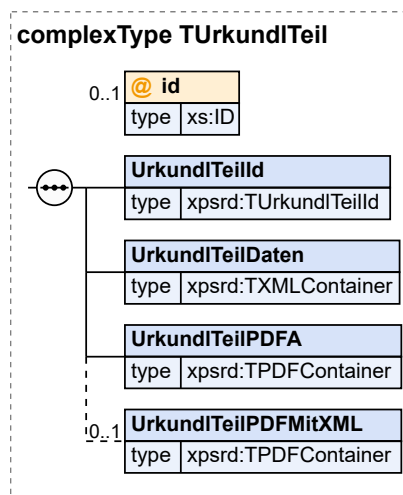 complexType TUrkundlTeil
0..1 @ id
type xs:ID
UrkundlTeilId
type xpsrd:TUrkundlTeilId
UrkundlTeilDaten
type xpsrd:TXMLContainer
UrkundlTeilPDFA
type xpsrd:TPDFContainer
0..1 UrkundlTeilPDFMitXML
type xpsrd:TPDFContainer